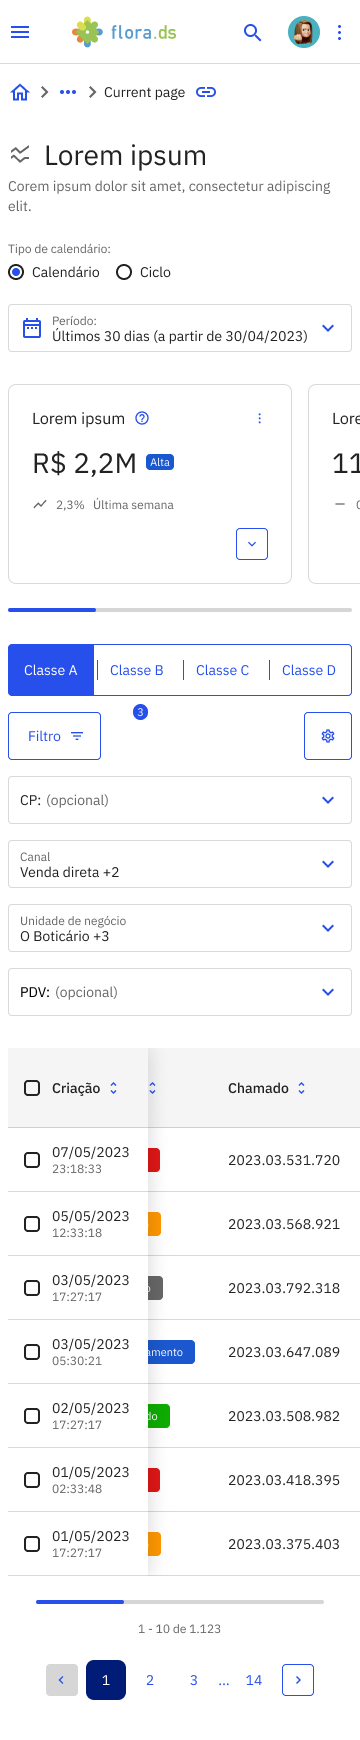 flora.ds
Current page
Lorem ipsum
Lorem ipsum dolor sit amet, consectetur adipiscing
elit.
Tipo de calendário:
Calendário Ciclo
Período:
Últimos 30 dias (a partir de 30/04/2023)
Lorem ipsum
R$ 2,2M Alta
2,3% Última semana
Lore
11
Classe A Classe B Classe C Classe D
3
Filtro
CP: (opcional)
Canal
Venda direta +2
Unidade de negócio
O Boticário +3
PDV: (opcional)
Criação Chamado
07/05/2023
23:18:33
2023.03.531.720
05/05/2023
12:33:18
2023.03.568.921
03/05/2023
17:27:17
o
2023.03.792.318
03/05/2023
05:30:21
amento
2023.03.647.089
02/05/2023
17:27:17
do
2023.03.508.982
01/05/2023
02:33:48
2023.03.418.395
01/05/2023
17:27:17
2023.03.375.403
1 - 10 de 1.123
1 2 3 ... 14